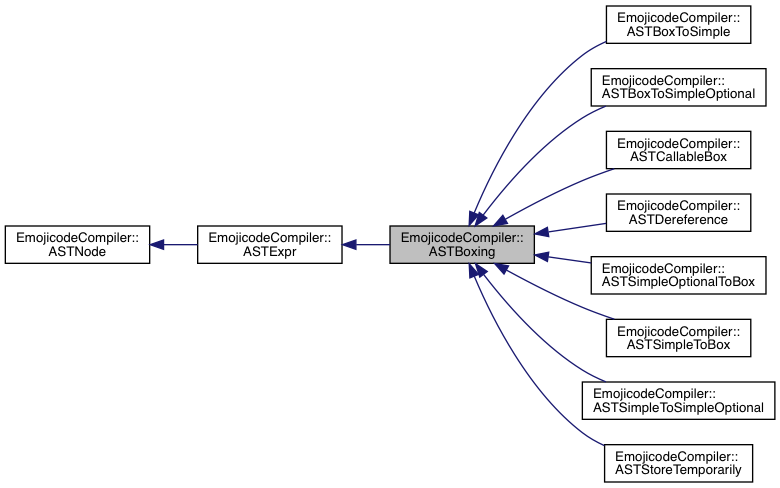 EmojicodeCompiler::
ASTBoxToSimple
EmojicodeCompiler::
ASTBoxToSimpleOptional
EmojicodeCompiler::
ASTCallableBox
EmojicodeCompiler::
ASTDereference
EmojicodeCompiler::
ASTNode
EmojicodeCompiler::
ASTExpr
EmojicodeCompiler::
ASTBoxing
EmojicodeCompiler::
ASTSimpleOptionalToBox
EmojicodeCompiler::
ASTSimpleToBox
EmojicodeCompiler::
ASTSimpleToSimpleOptional
EmojicodeCompiler::
ASTStoreTemporarily